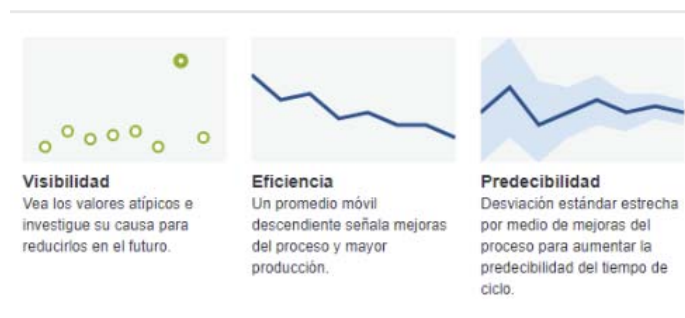 Visibilidad
Vea los valores atípicos e
investigue su causa para
reducirlos en el futuro.
Eficiencia
Un promedio móvil
descendiente señala mejoras
del proceso y mayor
producción.
Predecibilidad
Desviación estándar estrecha
por medio de mejoras del
proceso para aumentar la
predecibilidad del tiempo de
ciclo.